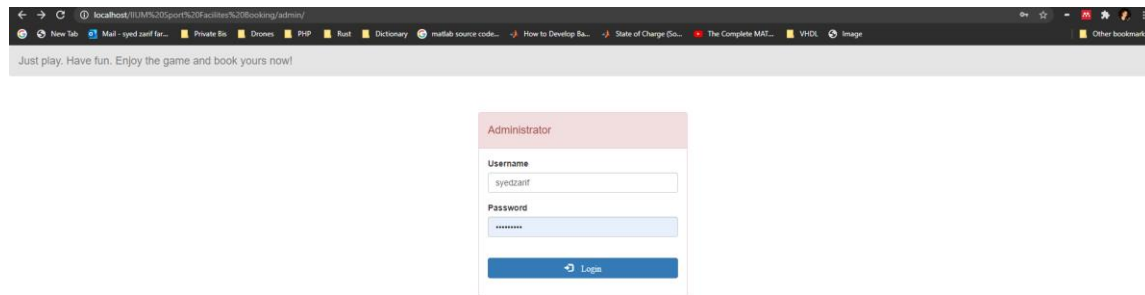 localhost/IIUM%20Sport%20Facilites%20Booking/admin/
New Tab Mail - syed zarif far... Private Bis Drones PHP Rust Dictionary matlab source code... How to Develop Ba... State of Charge (So... The Complete MAT... VHDL Image Other bookmark
Just play. Have fun. Enjoy the game and book yours now!
Administrator
Username
syedzarif
Password
•••••••••
Login